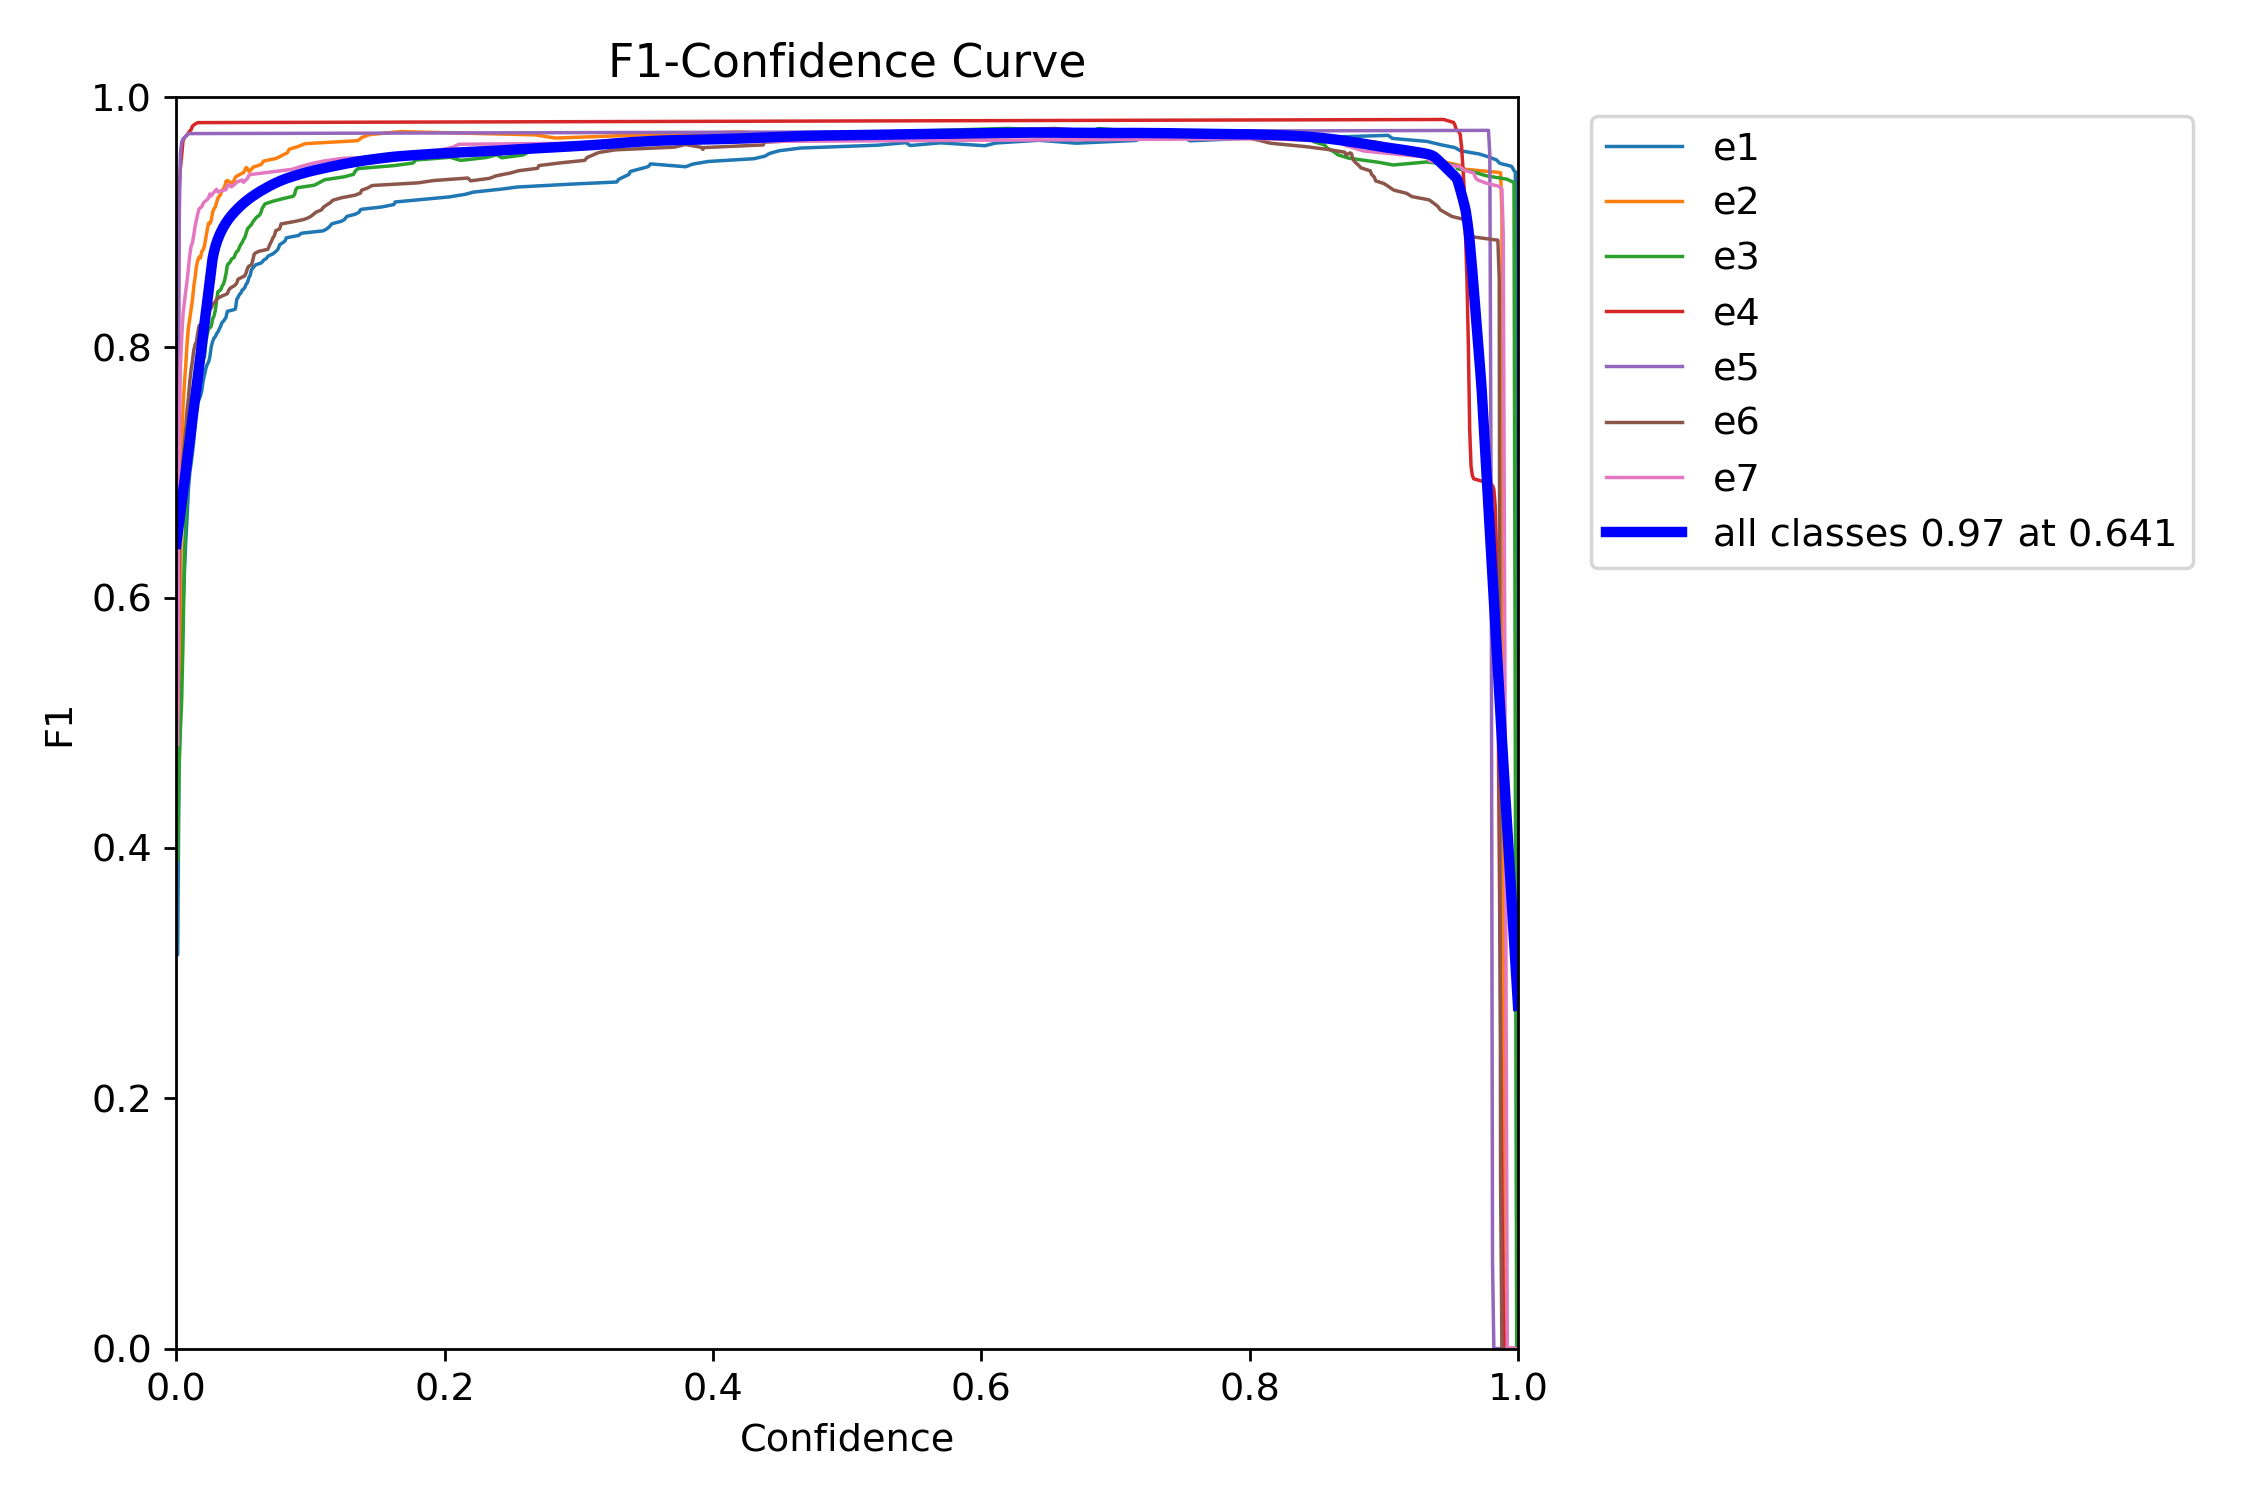 F1-Confidence Curve
1.0
0.8
0.6
0.4
0.2
0.0
F1
0.0 0.2 0.4 0.6 0.8 1.0
Confidence
e1
e2
e3
e4
e5
e6
e7
all classes 0.97 at 0.641